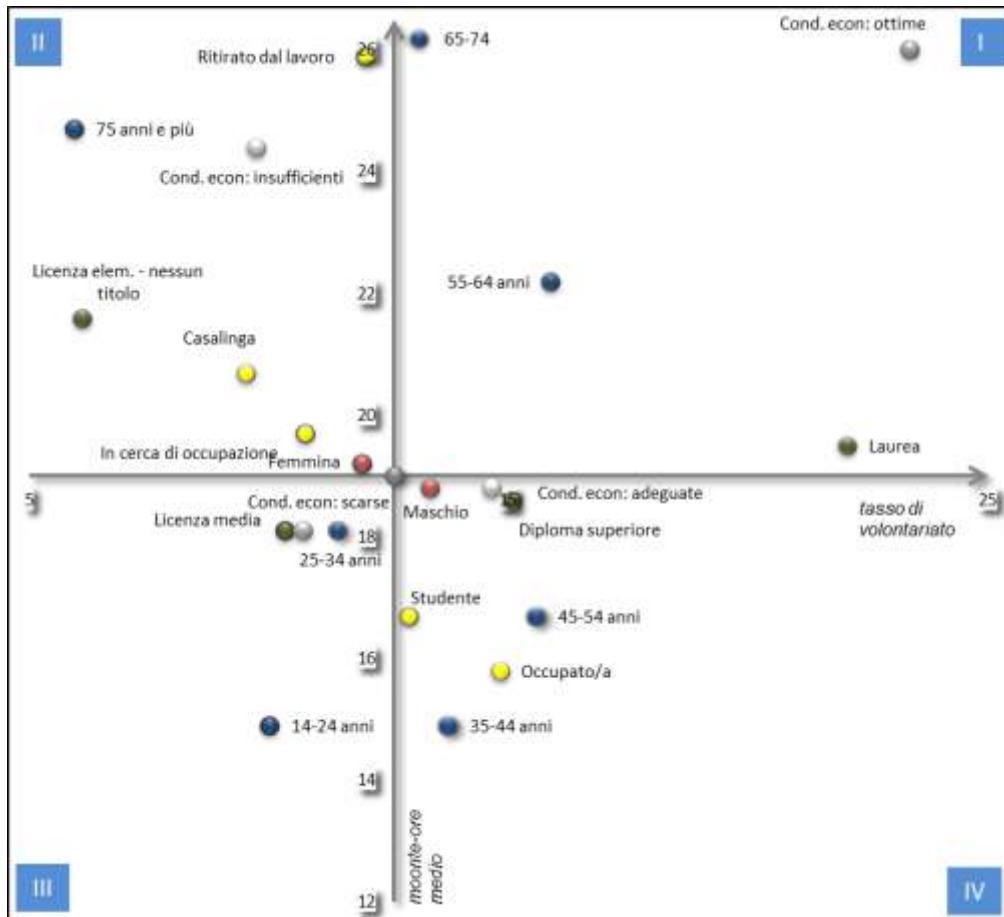 II
26
65-74
Cond. econ: ottime
I
Ritirato dal lavoro
75 anni e più
24
Cond. econ: insufficienti
Licenza elem. - nessun
titolo
22
55-64 anni
Casalinga
20
In cerca di occupazione
Femmina
Laurea
5
15
25
Cond. econ: scarse
Maschio
Cond. econ: adeguate
Licenza media
18
Diploma superiore
tasso di
volontariato
25-34 anni
Studente
45-54 anni
16
Occupato/a
14-24 anni
35-44 anni
14
moonte-ore
medio
III
12
IV